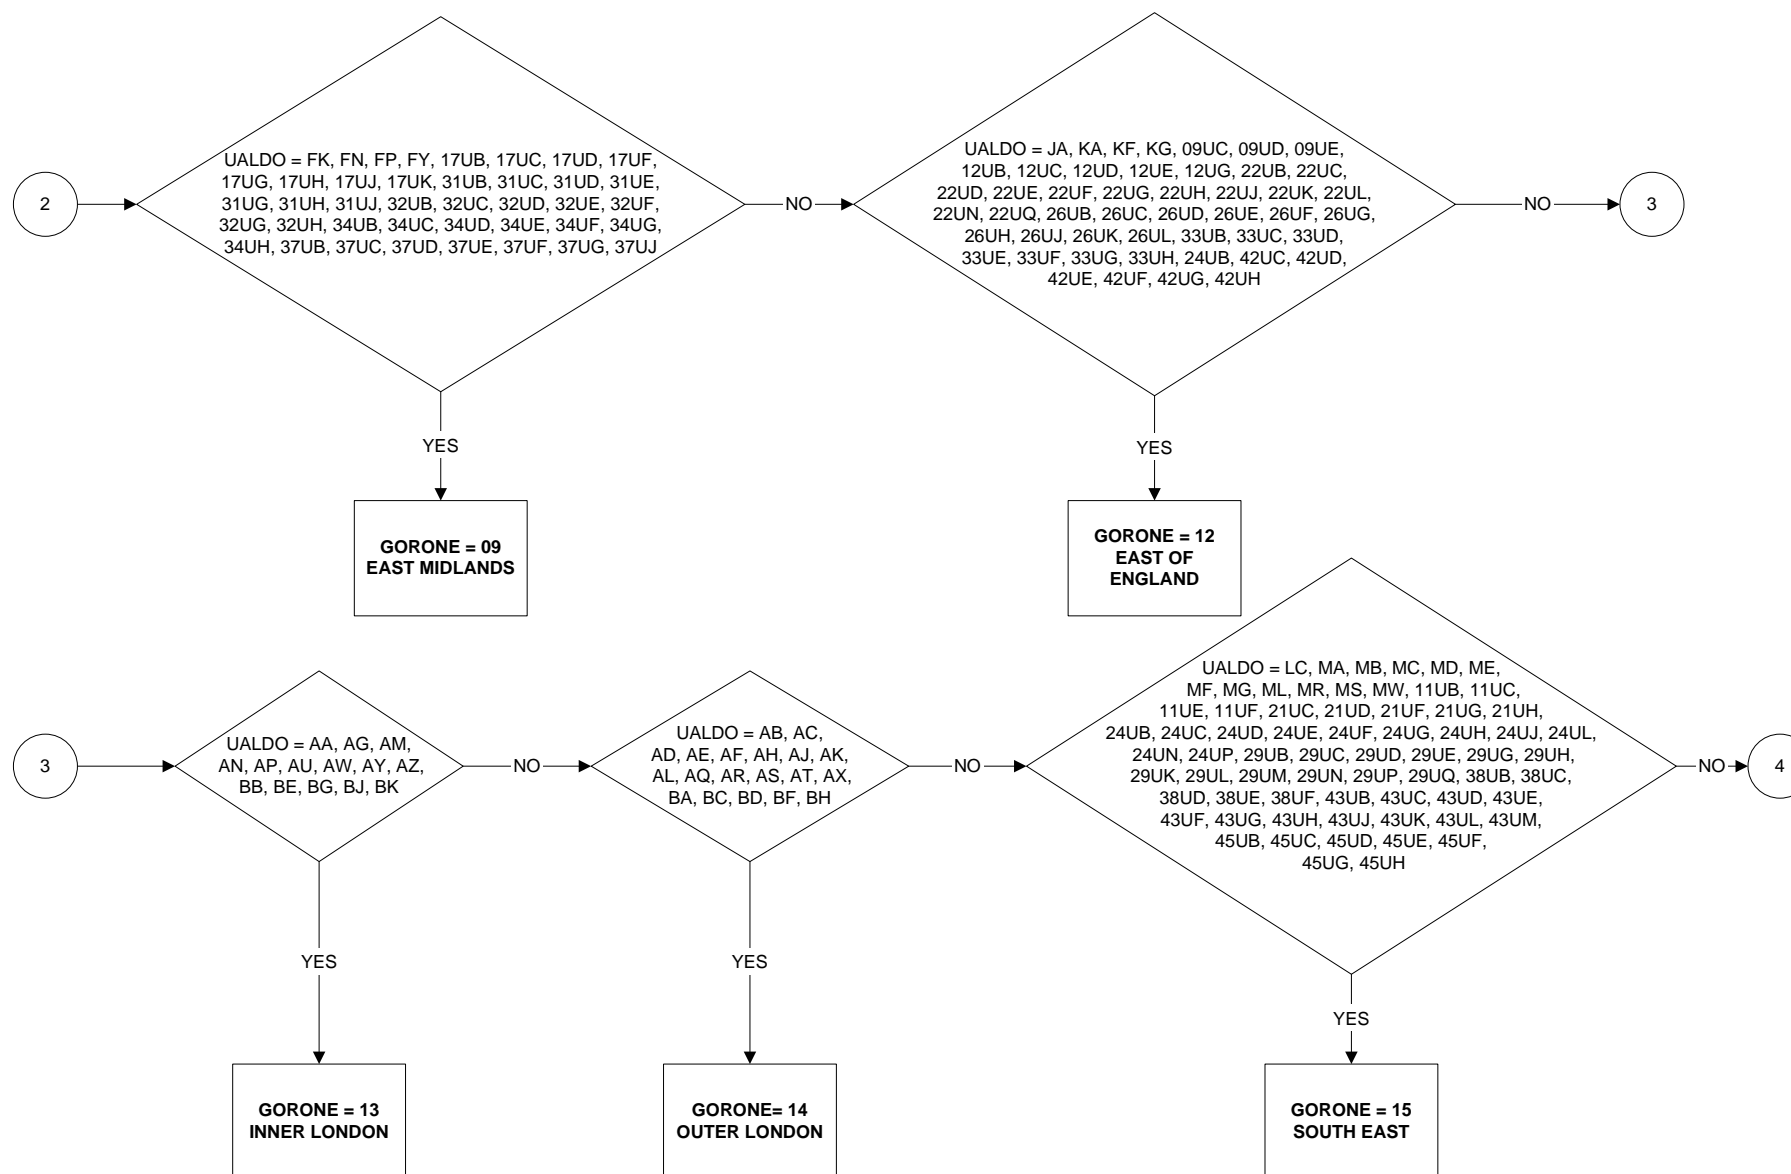 2
UALDO = FK, FN, FP, FY, 17UB, 17UC, 17UD, 17UF,
17UG, 17UH, 17UJ, 17UK, 31UB, 31UC, 31UD, 31UE,
31UG, 31UH, 31UJ, 32UB, 32UC, 32UD, 32UE, 32UF,
32UG, 32UH, 34UB, 34UC, 34UD, 34UE, 34UF, 34UG,
34UH, 37UB, 37UC, 37UD, 37UE, 37UF, 37UG, 37UJ
NO
UALDO = JA, KA, KF, KG, 09UC, 09UD, 09UE,
12UB, 12UC, 12UD, 12UE, 12UG, 22UB, 22UC,
22UD, 22UE, 22UF, 22UG, 22UH, 22UJ, 22UK, 22UL,
22UN, 22UQ, 26UB, 26UC, 26UD, 26UE, 26UF, 26UG,
26UH, 26UJ, 26UK, 26UL, 33UB, 33UC, 33UD,
33UE, 33UF, 33UG, 33UH, 24UB, 42UC, 42UD,
42UE, 42UF, 42UG, 42UH
NO
3
YES
YES
GORONE = 09
EAST MIDLANDS
GORONE = 12
EAST OF
ENGLAND
3
UALDO = AA, AG, AM,
AN, AP, AU, AW, AY, AZ,
BB, BE, BG, BJ, BK
NO
UALDO = AB, AC,
AD, AE, AF, AH, AJ, AK,
AL, AQ, AR, AS, AT, AX,
BA, BC, BD, BF, BH
NO
UALDO = LC, MA, MB, MC, MD, ME,
MF, MG, ML, MR, MS, MW, 11UB, 11UC,
11UE, 11UF, 21UC, 21UD, 21UF, 21UG, 21UH,
24UB, 24UC, 24UD, 24UE, 24UF, 24UG, 24UH, 24UJ, 24UL,
24UN, 24UP, 29UB, 29UC, 29UD, 29UE, 29UG, 29UH,
29UK, 29UL, 29UM, 29UN, 29UP, 29UQ, 38UB, 38UC,
38UD, 38UE, 38UF, 43UB, 43UC, 43UD, 43UE,
43UF, 43UG, 43UH, 43UJ, 43UK, 43UL, 43UM,
45UB, 45UC, 45UD, 45UE, 45UF,
45UG, 45UH
NO
4
YES
YES
YES
GORONE = 13
INNER LONDON
GORONE= 14
OUTER LONDON
GORONE = 15
SOUTH EAST